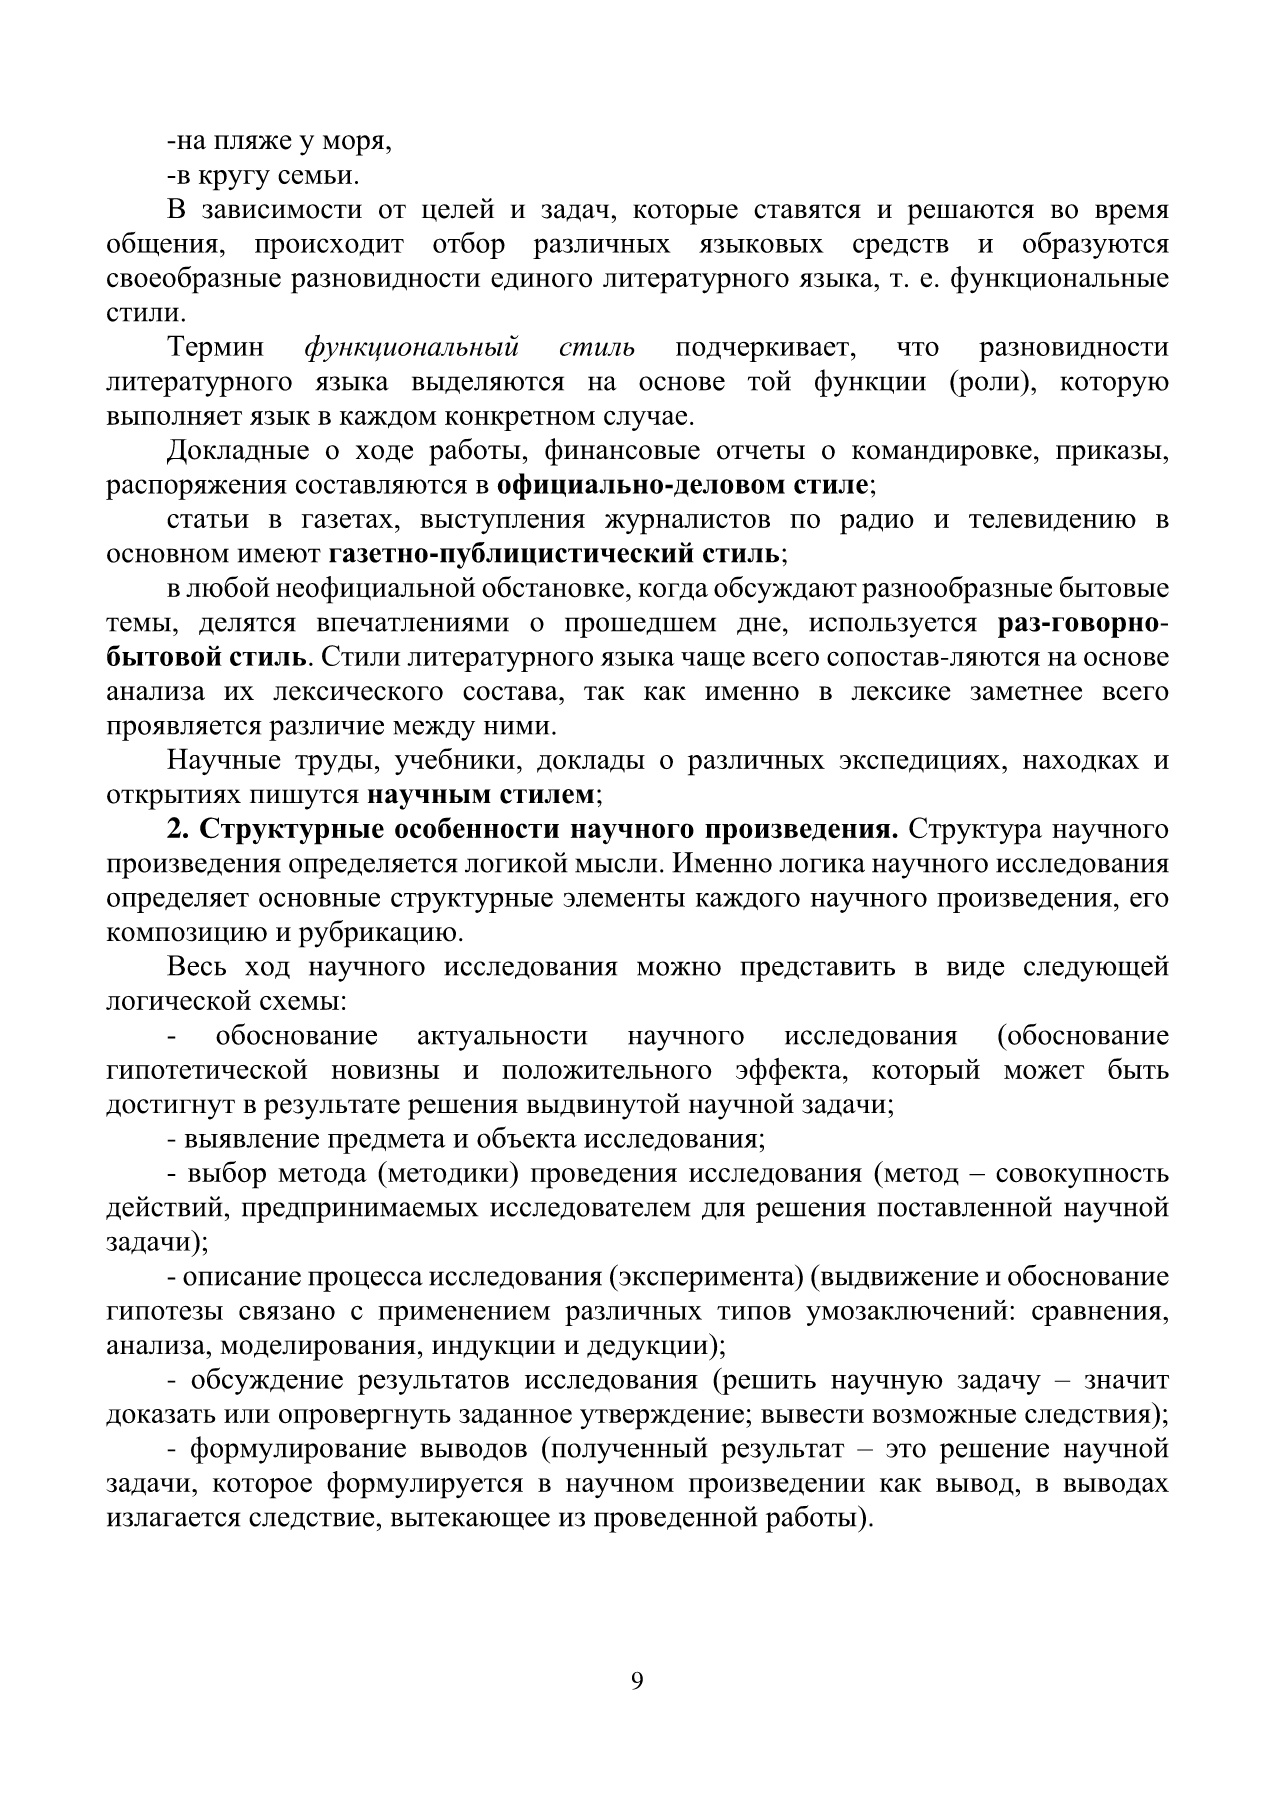 -на пляже у моря,
-в кругу семьи.
В зависимости от целей и задач, которые ставятся и решаются во время
общения, происходит отбор различных языковых средств и образуются
своеобразные разновидности единого литературного языка, т. е. функциональные
стили.
Термин функциональный стиль подчеркивает, что разновидности
литературного языка выделяются на основе той функции (роли), которую
выполняет язык в каждом конкретном случае.
Докладные о ходе работы, финансовые отчеты о командировке, приказы,
распоряжения составляются в официально-деловом стиле;
статьи в газетах, выступления журналистов по радио и телевидению в
основном имеют газетно-публицистический стиль;
в любой неофициальной обстановке, когда обсуждают разнообразные бытовые
темы, делятся впечатлениями о прошедшем дне, используется раз-говорно-
бытовой стиль. Стили литературного языка чаще всего сопостав-ляются на основе
анализа их лексического состава, так как именно в лексике заметнее всего
проявляется различие между ними.
Научные труды, учебники, доклады о различных экспедициях, находках и
открытиях пишутся научным стилем;
2. Структурные особенности научного произведения. Структура научного
произведения определяется логикой мысли. Именно логика научного исследования
определяет основные структурные элементы каждого научного произведения, его
композицию и рубрикацию.
Весь ход научного исследования можно представить в виде следующей
логической схемы:
- обоснование актуальности научного исследования (обоснование
гипотетической новизны и положительного эффекта, который может быть
достигнут в результате решения выдвинутой научной задачи;
- выявление предмета и объекта исследования;
- выбор метода (методики) проведения исследования (метод – совокупность
действий, предпринимаемых исследователем для решения поставленной научной
задачи);
- описание процесса исследования (эксперимента) (выдвижение и обоснование
гипотезы связано с применением различных типов умозаключений: сравнения,
анализа, моделирования, индукции и дедукции);
- обсуждение результатов исследования (решить научную задачу – значит
доказать или опровергнуть заданное утверждение; вывести возможные следствия);
- формулирование выводов (полученный результат – это решение научной
задачи, которое формулируется в научном произведении как вывод, в выводах
излагается следствие, вытекающее из проведенной работы).
9